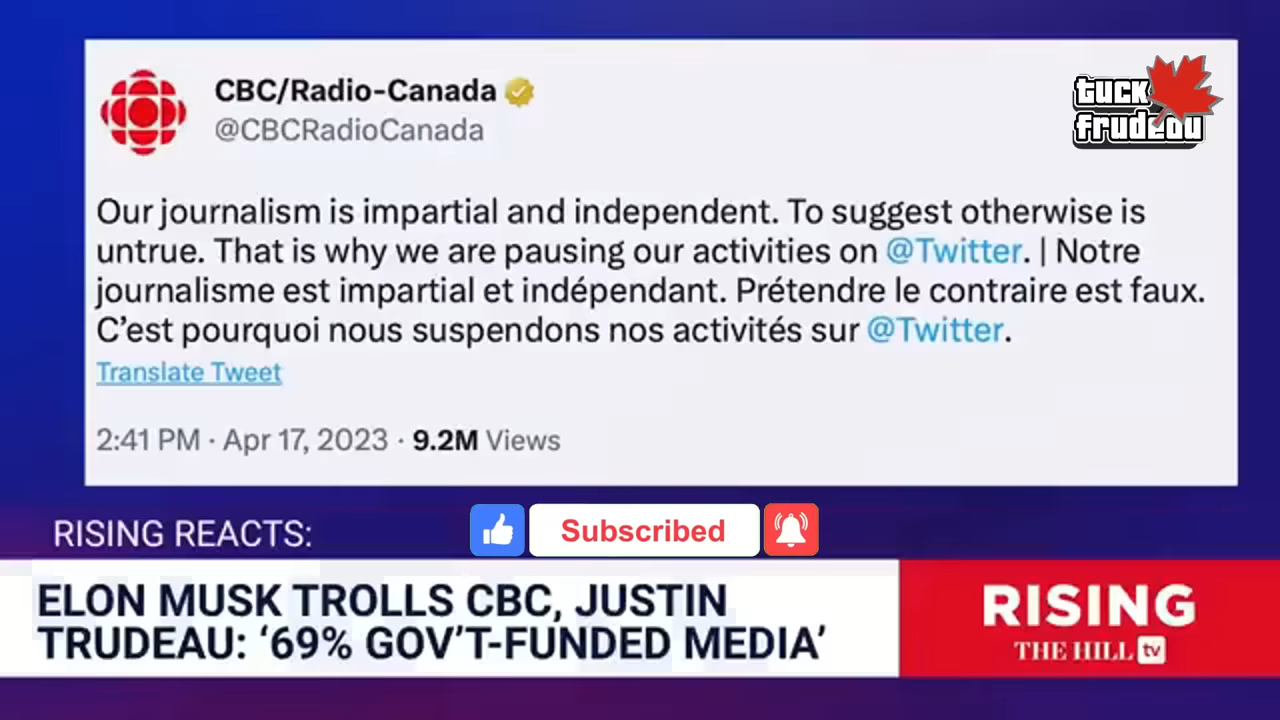 CBC/Radio-Canada
@CBCRadioCanada
tuck
frudeau
Our journalism is impartial and independent. To suggest otherwise is
untrue. That is why we are pausing our activities on @Twitter. | Notre
journalisme est impartial et indépendant. Prétendre le contraire est faux.
C’est pourquoi nous suspendons nos activités sur @Twitter.
Translate Tweet
2:41 PM · Apr 17, 2023 · 9.2M Views
RISING REACTS:
Subscribed
ELON MUSK TROLLS CBC, JUSTIN
TRUDEAU: ‘69% GOV’T-FUNDED MEDIA’
RISING
THE HILL tv